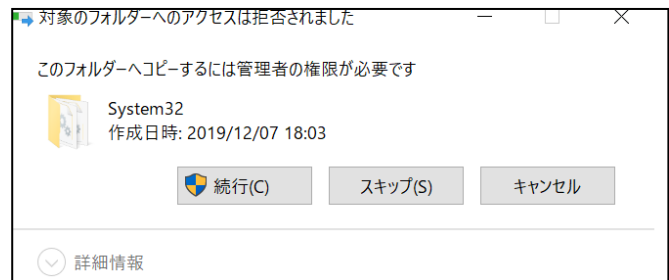 対象のフォルダーへのアクセスは拒否されました
このフォルダーへコピーするには管理者の権限が必要です
System32
作成日時: 2019/12/07 18:03
続行(C)
スキップ(S)
キャンセル
詳細情報